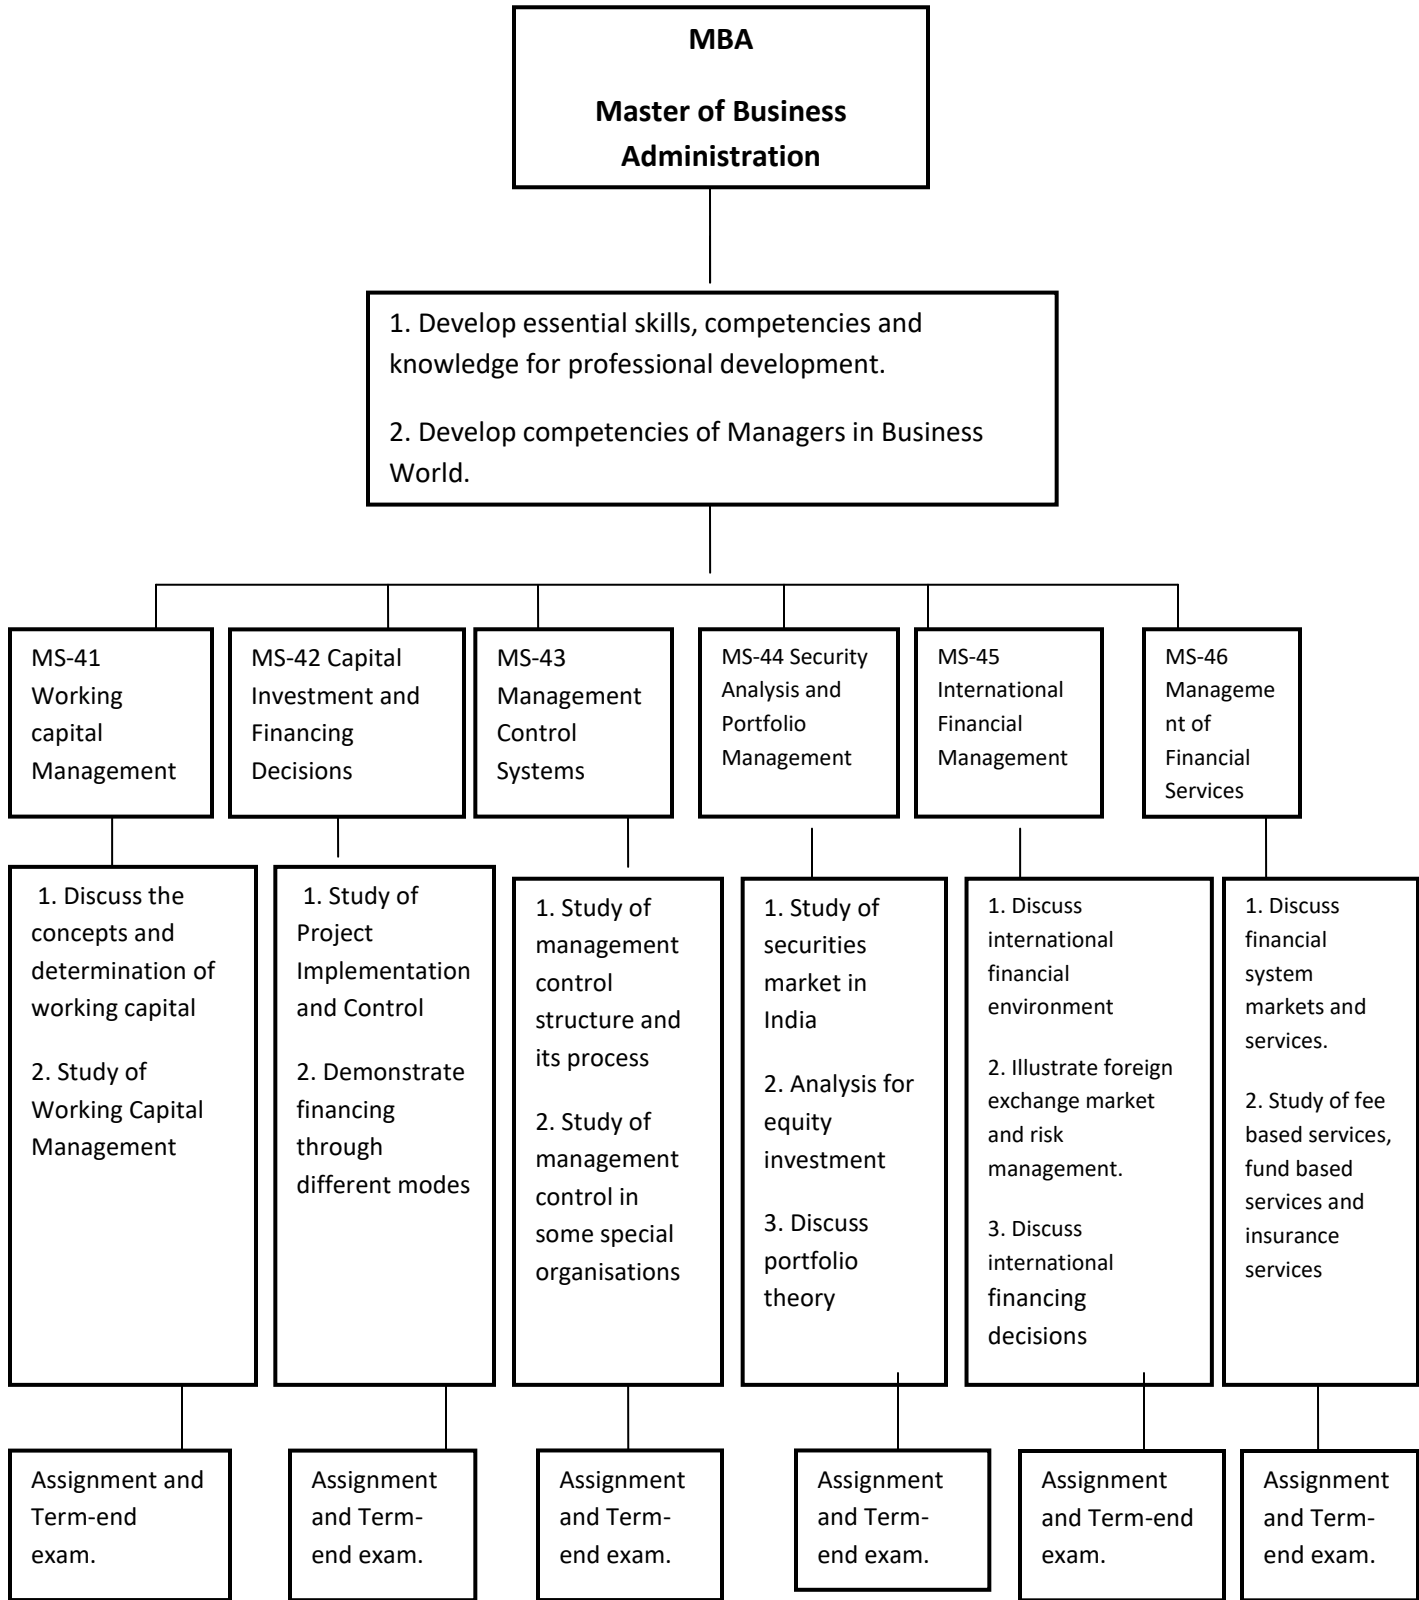 MBA
Master of Business
Administration
1. Develop essential skills, competencies and
knowledge for professional development.
2. Develop competencies of Managers in Business
World.
MS-41
Working
capital
Management
MS-42 Capital
Investment and
Financing
Decisions
MS-43
Management
Control
Systems
MS-44 Security
Analysis and
Portfolio
Management
MS-45
International
Financial
Management
MS-46
Manageme
nt of
Financial
Services
1. Discuss the
concepts and
determination of
working capital
2. Study of
Working Capital
Management
1. Study of
Project
Implementation
and Control
2. Demonstrate
financing
through
different modes
1. Study of
management
control
structure and
its process
2. Study of
management
control in
some special
organisations
1. Study of
securities
market in
India
2. Analysis for
equity
investment
3. Discuss
portfolio
theory
1. Discuss
international
financial
environment
2. Illustrate foreign
exchange market
and risk
management.
3. Discuss
international
financing
decisions
1. Discuss
financial
system
markets and
services.
2. Study of fee
based services,
fund based
services and
insurance
services
Assignment and
Term-end
exam.
Assignment
and Term-
end exam.
Assignment
and Term-
end exam.
Assignment
and Term-
end exam.
Assignment
and Term-end
exam.
Assignment
and Term-
end exam.